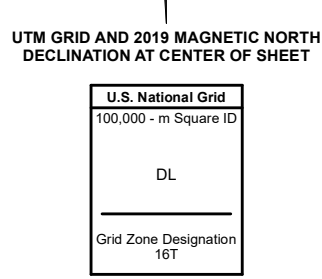 UTM GRID AND 2019 MAGNETIC NORTH
DECLINATION AT CENTER OF SHEET
U.S. National Grid
100,000 - m Square ID
DL
Grid Zone Designation
16T